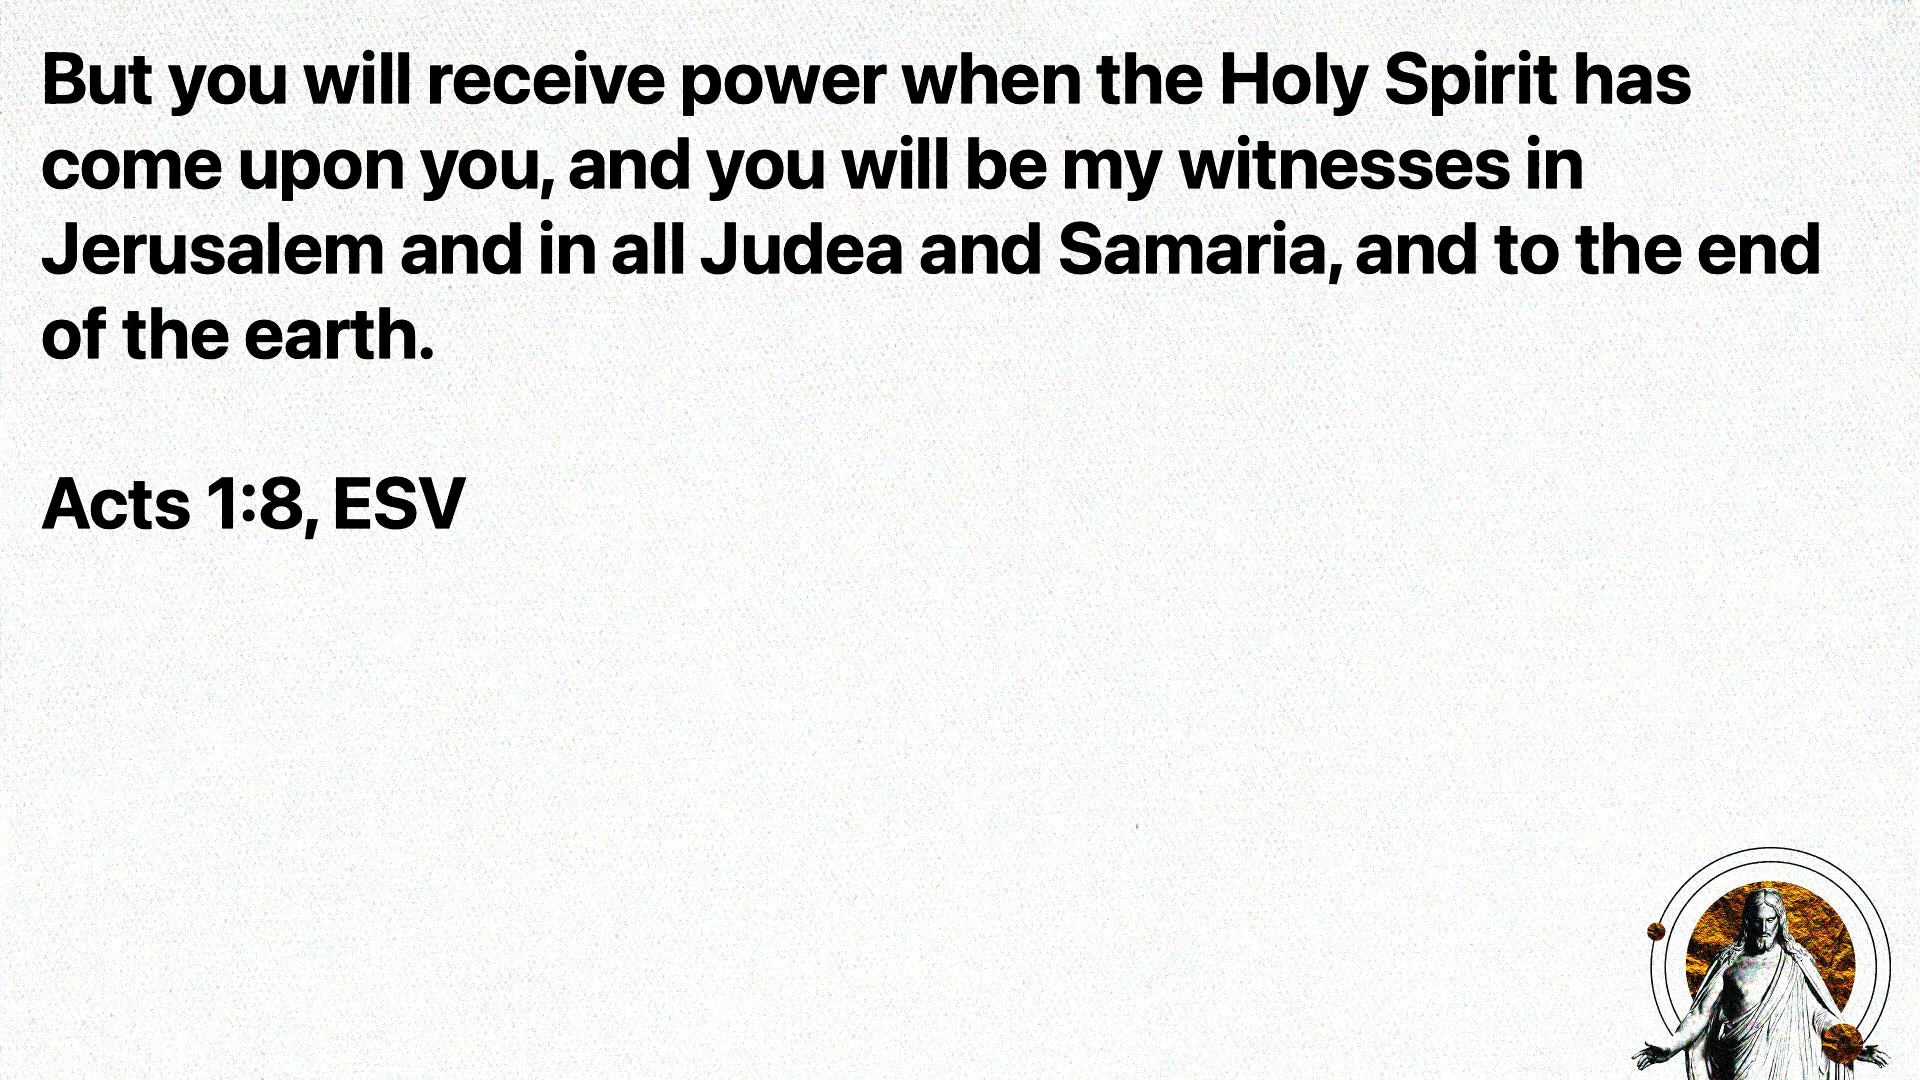 But you will receive power when the Holy Spirit has
come upon you, and you will be my witnesses in
Jerusalem and in all Judea and Samaria, and to the end
of the earth.
Acts 1:8, ESV